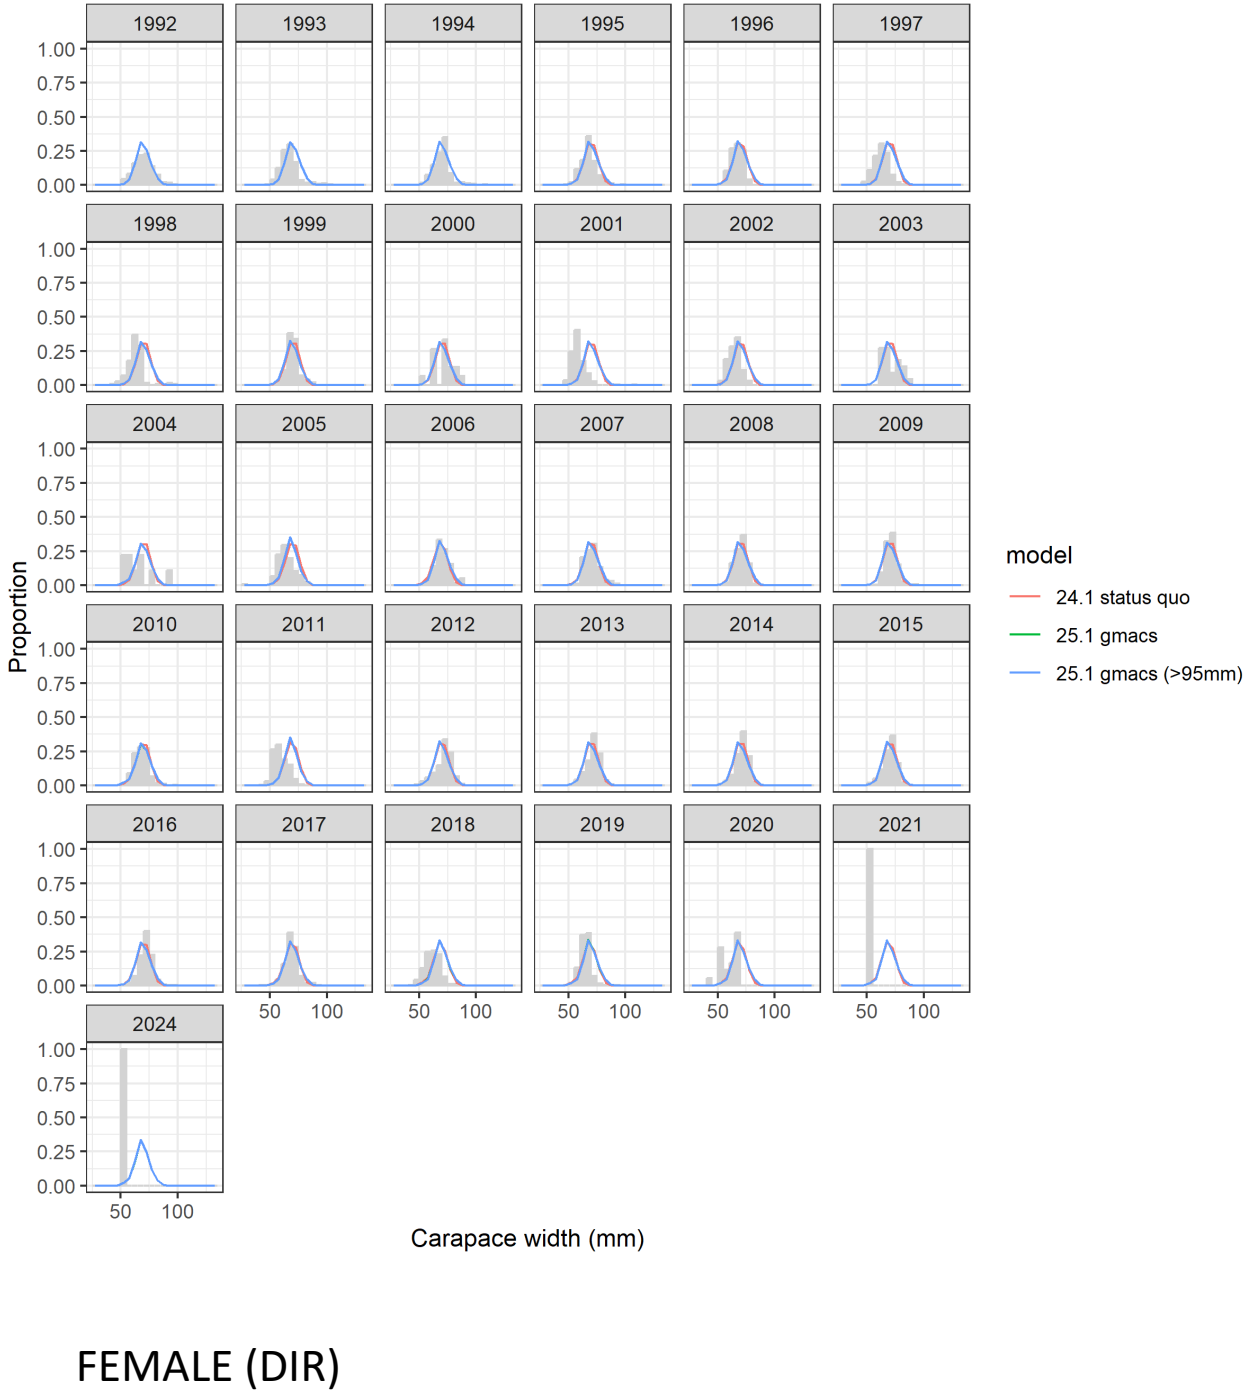 1992 1993 1994 1995 1996 1997
1.00
0.75
0.50
0.25
0.00
1998 1999 2000 2001 2002 2003
1.00
0.75
0.50
0.25
0.00
2004 2005 2006 2007 2008 2009
1.00
0.75
0.50
0.25
0.00
Proportion
2010 2011 2012 2013 2014 2015
1.00
0.75
0.50
0.25
0.00
2016 2017 2018 2019 2020 2021
1.00
0.75
0.50
0.25
0.00
50 100 50 100 50 100 50 100 50 100
2024
1.00
0.75
0.50
0.25
0.00
50 100
Carapace width (mm)
model
24.1 status quo
25.1 gmacs
25.1 gmacs (>95mm)
FEMALE (DIR)